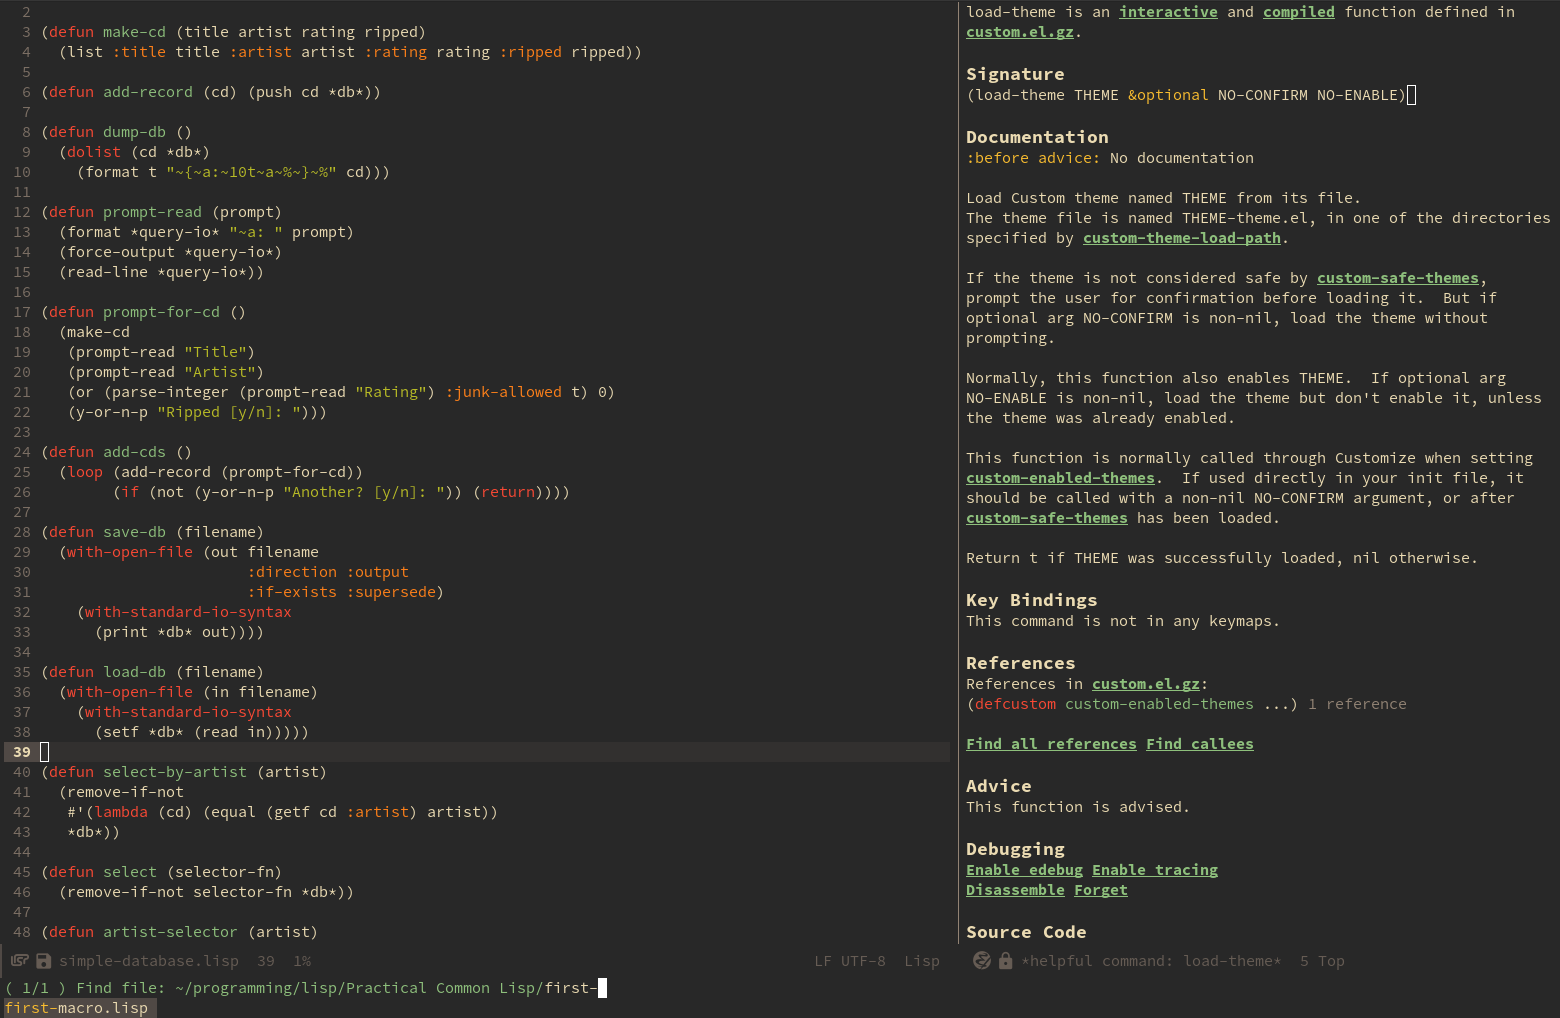 2
3 (defun make-cd (title artist rating ripped)
4   (list :title title :artist artist :rating rating :ripped ripped))
5
6 (defun add-record (cd) (push cd *db*))
7
8 (defun dump-db ()
9   (dolist (cd *db*)
10     (format t "~{~a:~10t~a~%~}~%" cd)))
11
12 (defun prompt-read (prompt)
13   (format *query-io* "~a: " prompt)
14   (force-output *query-io*)
15   (read-line *query-io*))
16
17 (defun prompt-for-cd ()
18   (make-cd
19    (prompt-read "Title")
20    (prompt-read "Artist")
21    (or (parse-integer (prompt-read "Rating") :junk-allowed t) 0)
22    (y-or-n-p "Ripped [y/n]: ")))
23
24 (defun add-cds ()
25   (loop (add-record (prompt-for-cd))
26         (if (not (y-or-n-p "Another? [y/n]: ")) (return))))
27
28 (defun save-db (filename)
29   (with-open-file (out filename
30                        :direction :output
31                        :if-exists :supersede)
32     (with-standard-io-syntax
33       (print *db* out))))
34
35 (defun load-db (filename)
36   (with-open-file (in filename)
37     (with-standard-io-syntax
38       (setf *db* (read in)))))
39
40 (defun select-by-artist (artist)
41   (remove-if-not
42    #'(lambda (cd) (equal (getf cd :artist) artist))
43    *db*))
44
45 (defun select (selector-fn)
46   (remove-if-not selector-fn *db*))
47
48 (defun artist-selector (artist)
simple-database.lisp  39  1%  LF UTF-8  Lisp
load-theme is an interactive and compiled function defined in
custom.el.gz.
Signature
(load-theme THEME &optional NO-CONFIRM NO-ENABLE)
Documentation
:before advice: No documentation
Load Custom theme named THEME from its file.
The theme file is named THEME-theme.el, in one of the directories
specified by custom-theme-load-path.
If the theme is not considered safe by custom-safe-themes,
prompt the user for confirmation before loading it.  But if
optional arg NO-CONFIRM is non-nil, load the theme without
prompting.
Normally, this function also enables THEME.  If optional arg
NO-ENABLE is non-nil, load the theme but don't enable it, unless
the theme was already enabled.
This function is normally called through Customize when setting
custom-enabled-themes.  If used directly in your init file, it
should be called with a non-nil NO-CONFIRM argument, or after
custom-safe-themes has been loaded.
Return t if THEME was successfully loaded, nil otherwise.
Key Bindings
This command is not in any keymaps.
References
References in custom.el.gz:
(defcustom custom-enabled-themes ...) 1 reference
Find all references Find callees
Advice
This function is advised.
Debugging
Enable edebug Enable tracing
Disassemble Forget
Source Code
*helpful command: load-theme*  5 Top
( 1/1 ) Find file: ~/programming/lisp/Practical Common Lisp/first-
first-macro.lisp